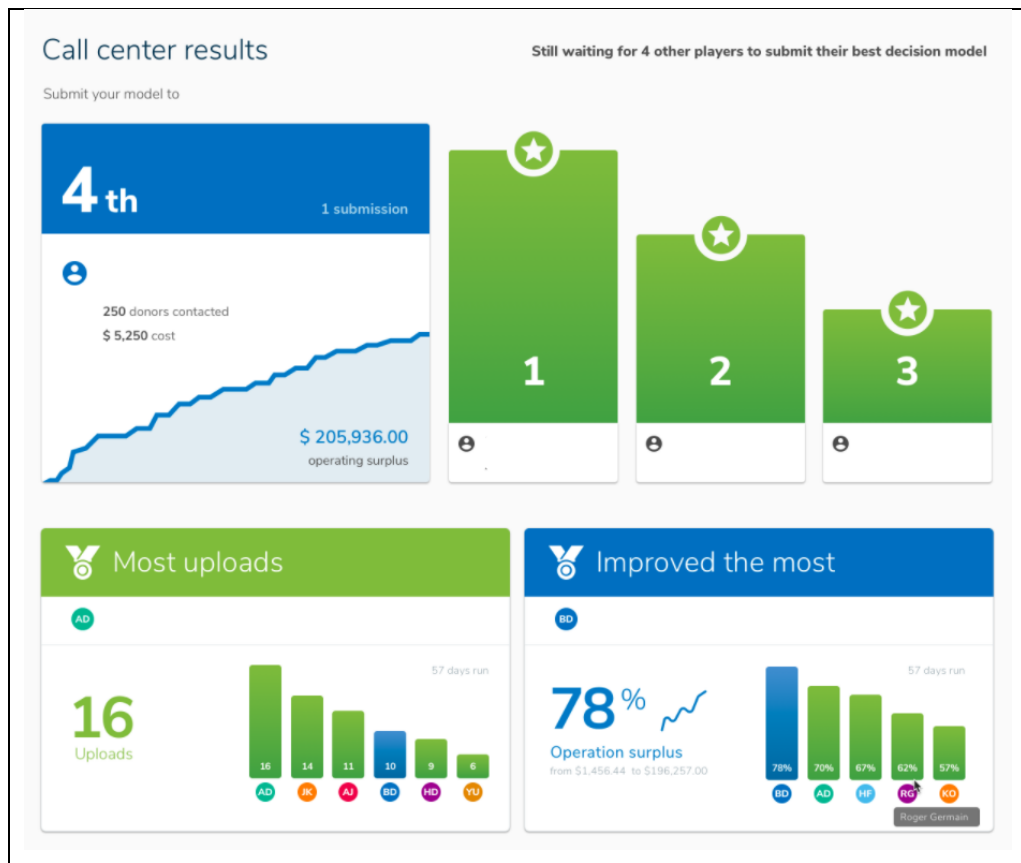 Call center results
Still waiting for 4 other players to submit their best decision model
Submit your model to
4 th
1 submission
250 donors contacted
$ 5,250 cost
$ 205,936.00
operating surplus
1
2
3
Most uploads
AD
57 days run
16
Uploads
16 14 11 10 9 6
AD JK AJ BD HD YU
Improved the most
BD
57 days run
78 %
Operation surplus
from $1,456.44 to $196,257.00
78% 70% 67% 62% 57%
BD AD HF RG KO
Roger Germain